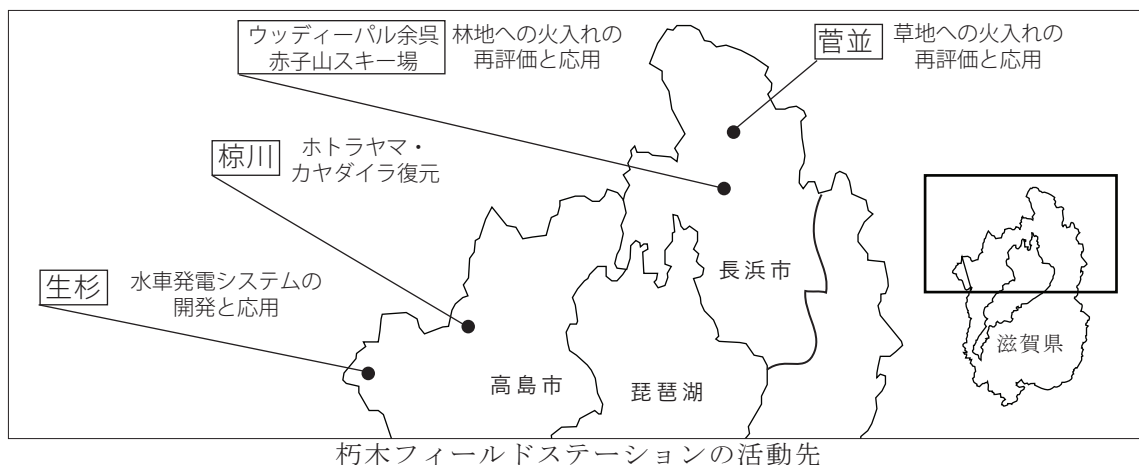 ウッディーパル余呉
赤子山スキー場
林地への火入れの
再評価と応用
菅並
草地への火入れの
再評価と応用
椋川
ホトラヤマ・
カヤダイラ復元
生杉
水車発電システムの
開発と応用
長浜市
高島市
琵琶湖
滋賀県
朽木フィールドステーションの活動先